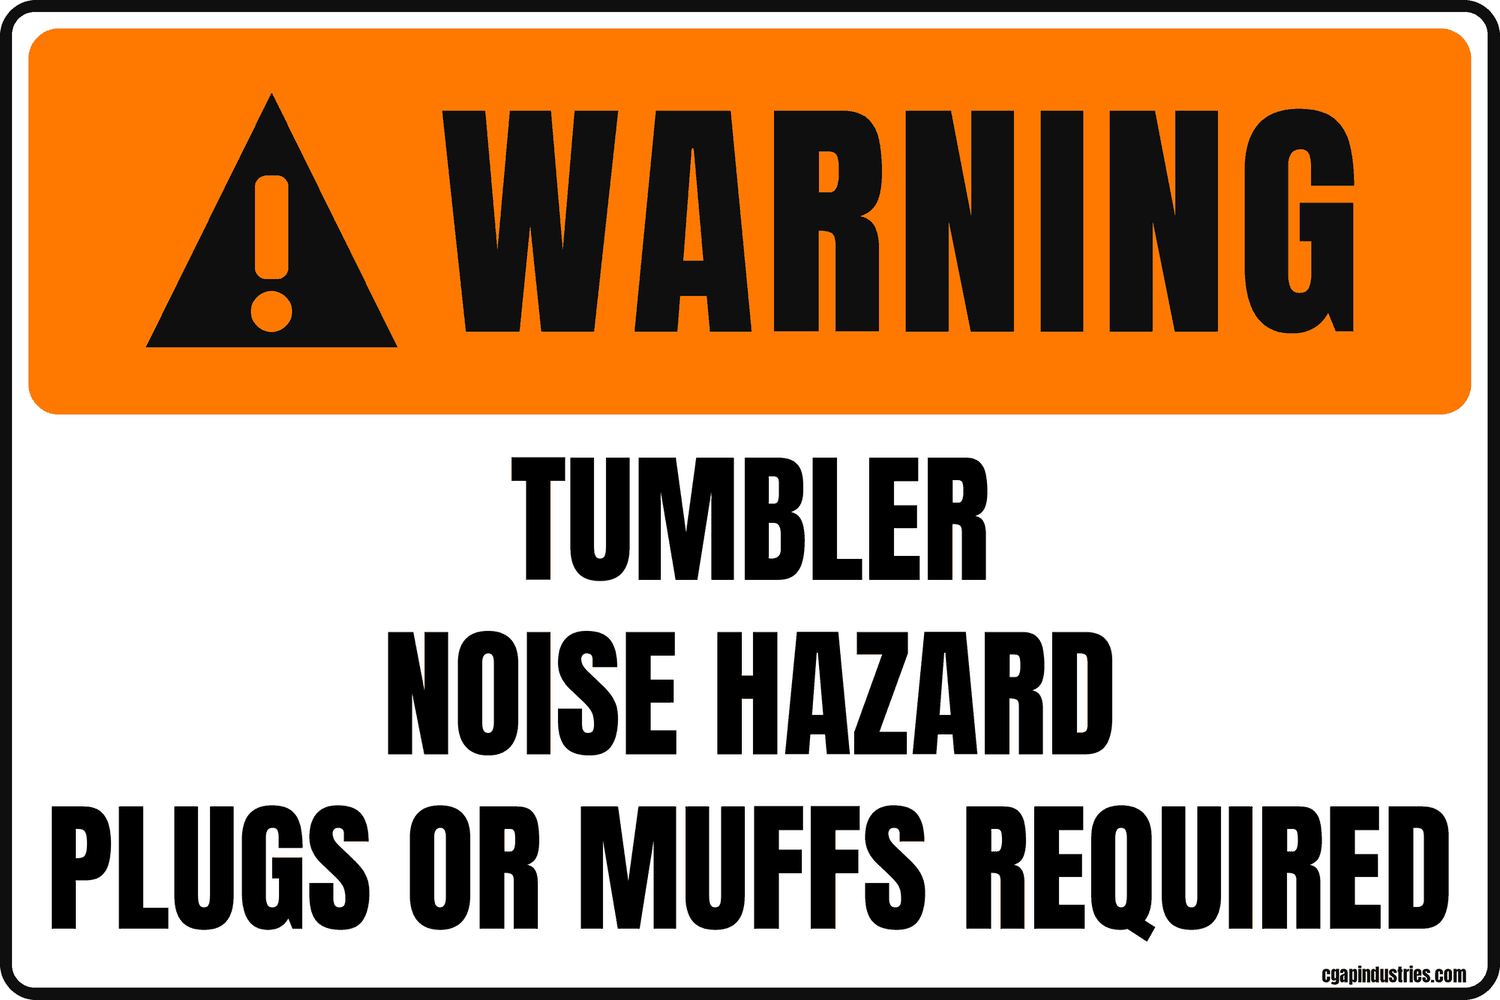 WARNING
TUMBLER
NOISE HAZARD
PLUGS OR MUFFS REQUIRED
cgapindustries.com